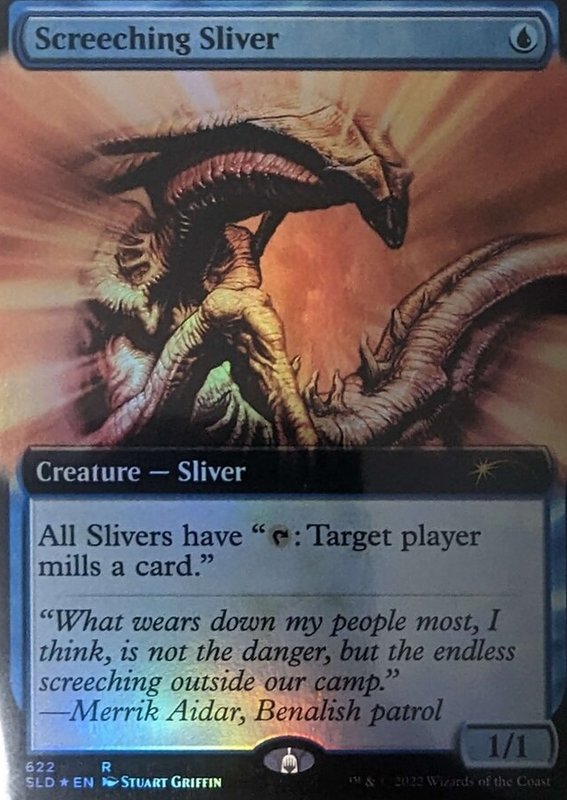 Screeching Sliver
Creature — Sliver
All Slivers have “: Target player
mills a card.”
“What wears down my people most, I
think, is not the danger, but the endless
screeching outside our camp.”
—Merrik Aidar, Benalish patrol
1/1
622 R
SLD ★ EN Stuart Griffin
™ & © 2022 Wizards of the Coast